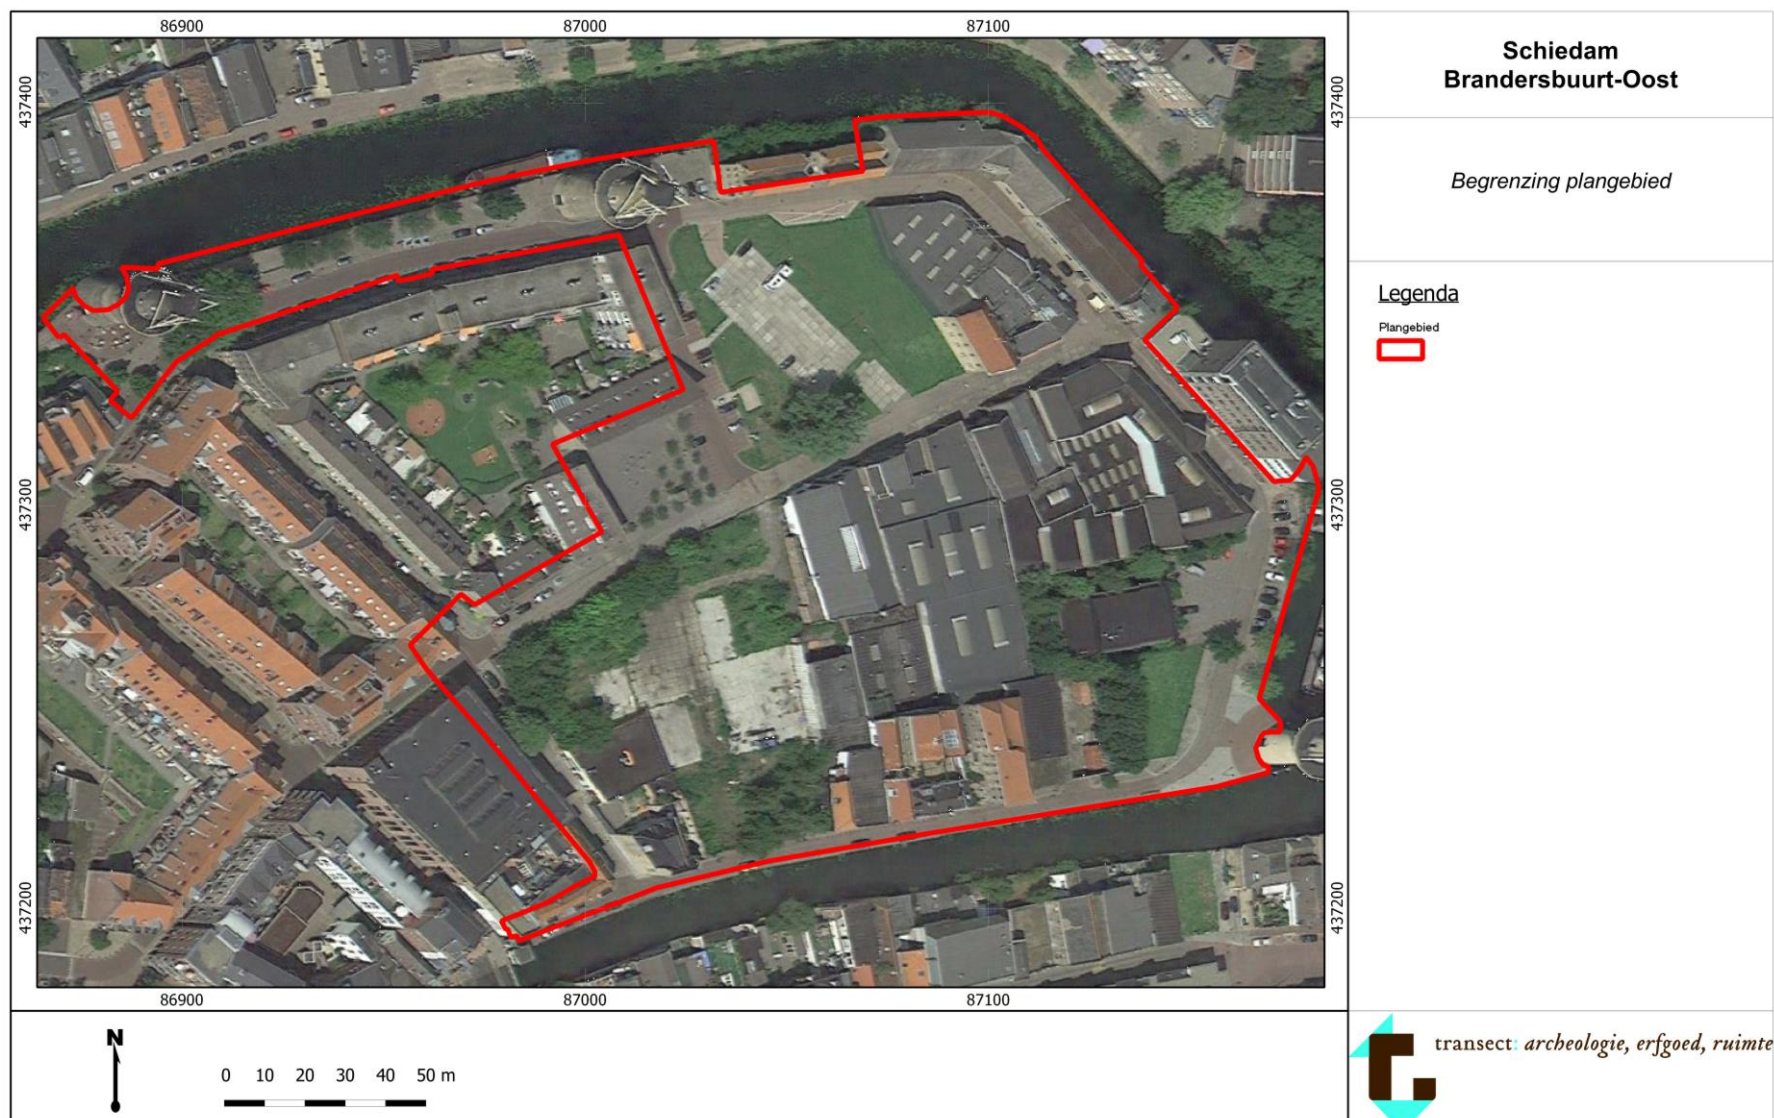 86900 87000 87100
437400 437400
437300 437300
437200 437200
86900 87000 87100
N
0 10 20 30 40 50 m
Schiedam
Brandersbuurt-Oost
Begrenzing plangebied
Legenda
Plangebied
transect: archeologie, erfgoed, ruimte